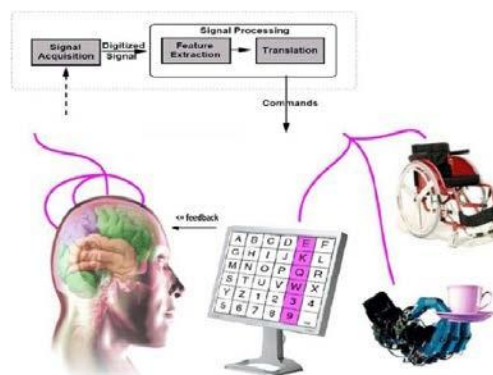 Signal Processing
Signal
Acquisition
Digitized
Signal
Feature
Extraction
Translation
Commands
<= feedback
A B C D E F
G H I J K L
M N O P Q R
S T U V W X
Y Z 1 2 3 4
5 6 7 8 9